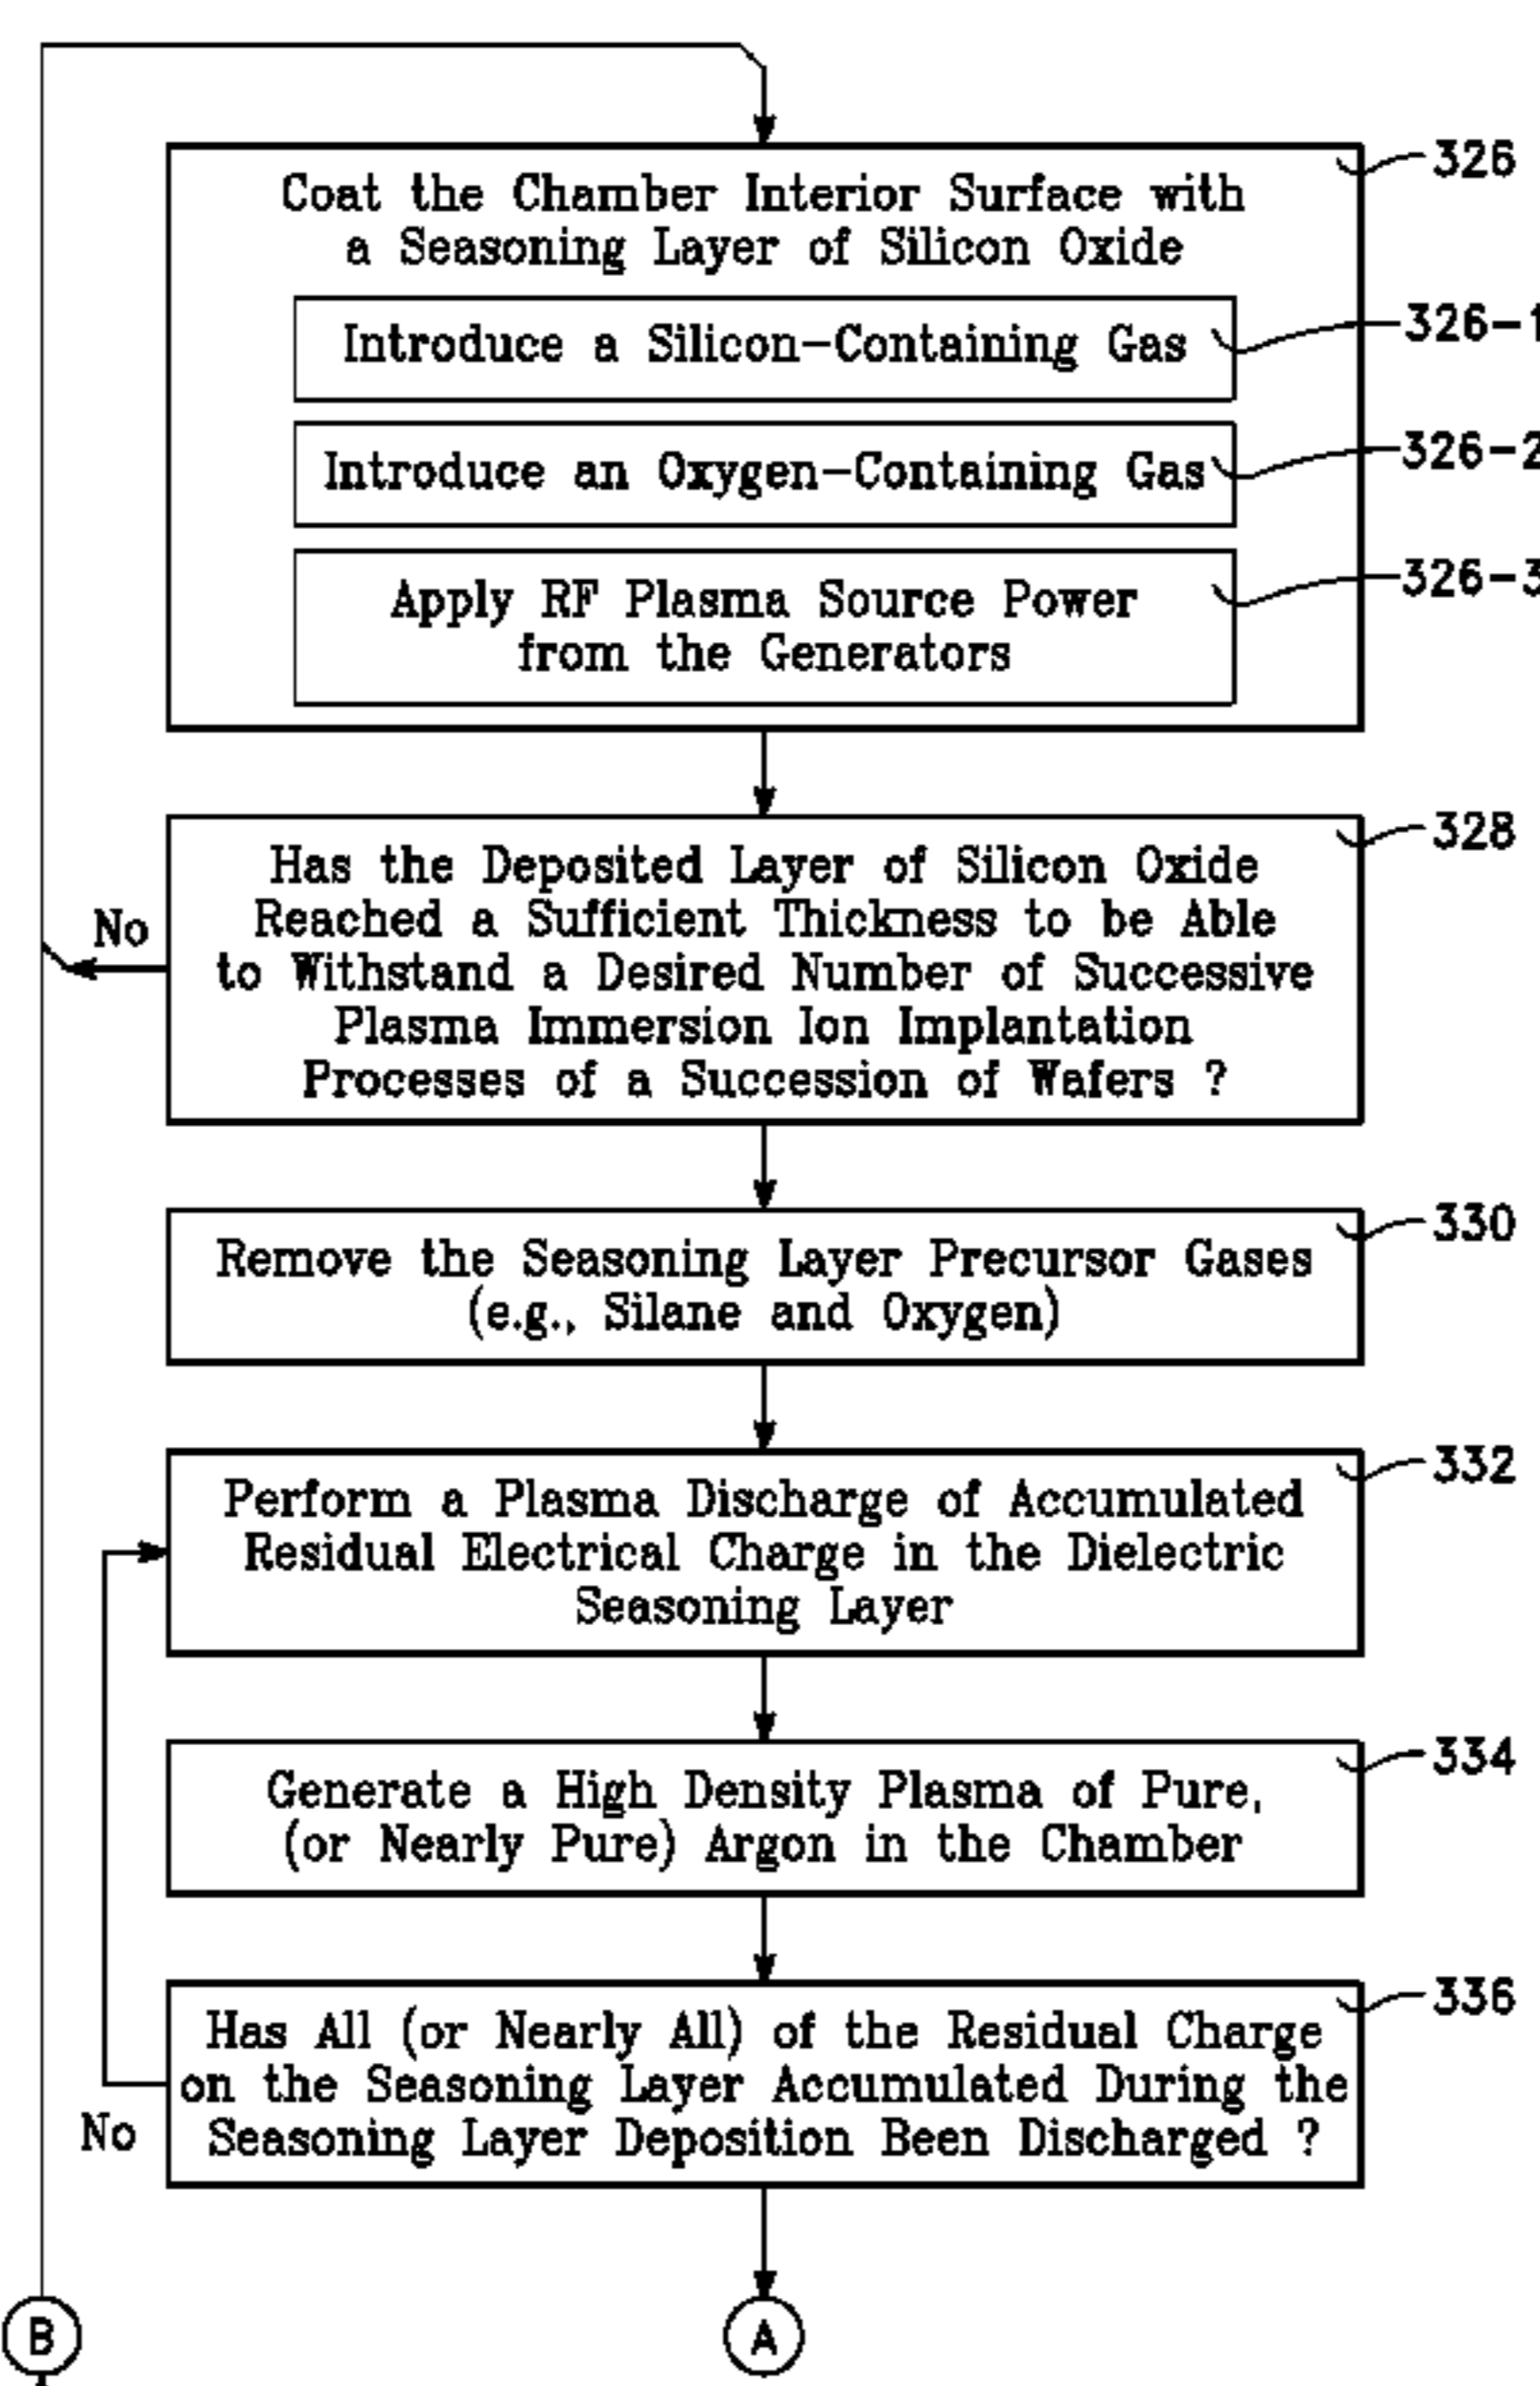 326
Coat the Chamber Interior Surface with
a Seasoning Layer of Silicon Oxide
Introduce a Silicon-Containing Gas
326-1
Introduce an Oxygen-Containing Gas
326-2
Apply RF Plasma Source Power
from the Generators
326-3
328
Has the Deposited Layer of Silicon Oxide
Reached a Sufficient Thickness to be Able
to Withstand a Desired Number of Successive
Plasma Immersion Ion Implantation
Processes of a Succession of Wafers ?
No
330
Remove the Seasoning Layer Precursor Gases
(e.g., Silane and Oxygen)
332
Perform a Plasma Discharge of Accumulated
Residual Electrical Charge in the Dielectric
Seasoning Layer
334
Generate a High Density Plasma of Pure,
(or Nearly Pure) Argon in the Chamber
336
Has All (or Nearly All) of the Residual Charge
on the Seasoning Layer Accumulated During the
Seasoning Layer Deposition Been Discharged ?
No
B
A